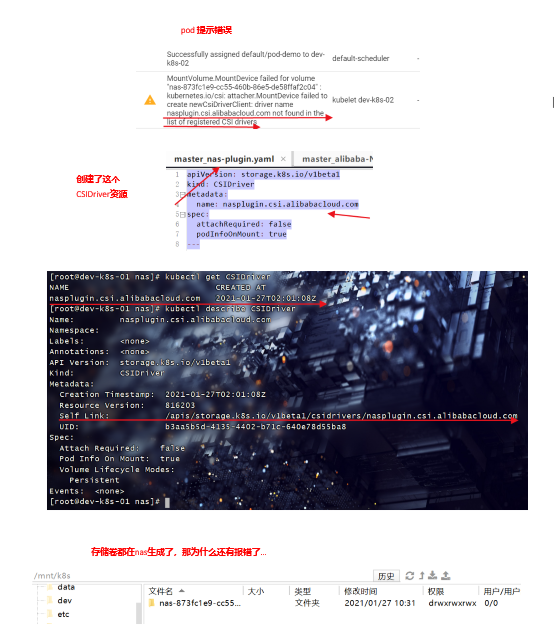 pod 提示错误
Successfully assigned default/pod-demo to dev-
k8s-02
default-scheduler
-
MountVolume.MountDevice failed for volume
"nas-873fc1e9-cc55-460b-86e5-de58ffaf2c04" :
kubernetes.io/csi: attacher.MountDevice failed to
create newCsiDriverClient: driver name
nasplugin.csi.alibabacloud.com not found in the
list of registered CSI drivers
kubelet dev-k8s-02
-
master_nas-plugin.yaml ×
master_alibaba-N
创建了这个
CSIDriver资源
1 apiVersion: storage.k8s.io/v1beta1
2 kind: CSIDriver
3 metadata:
4 name: nasplugin.csi.alibabacloud.com
5 spec:
6 attachRequired: false
7 podInfoOnMount: true
8 ---
[root@dev-k8s-01 nas]# kubectl get CSIDriver
NAME CREATED AT
nasplugin.csi.alibabacloud.com 2021-01-27T02:01:08Z
[root@dev-k8s-01 nas]# kubectl describe CSIDriver
Name: nasplugin.csi.alibabacloud.com
Namespace:
Labels: <none>
Annotations: <none>
API Version: storage.k8s.io/v1beta1
Kind: CSIDriver
Metadata:
Creation Timestamp: 2021-01-27T02:01:08Z
Resource Version: 816203
Self Link: /apis/storage.k8s.io/v1beta1/csidrivers/nasplugin.csi.alibabacloud.com
UID: b3aa5b5d-4135-4402-b71c-640e78d55ba8
Spec:
Attach Required: false
Pod Info On Mount: true
Volume Lifecycle Modes:
Persistent
Events: <none>
[root@dev-k8s-01 nas]#
存储卷都在nas生成了，那为什么还有报错了...
/mnt/k8s
历史
data
dev
etc
文件名 大小 类型 修改时间 权限 用户/用户
nas-873fc1e9-cc55... 文件夹 2021/01/27 10:31 drwxrwxrwx 0/0